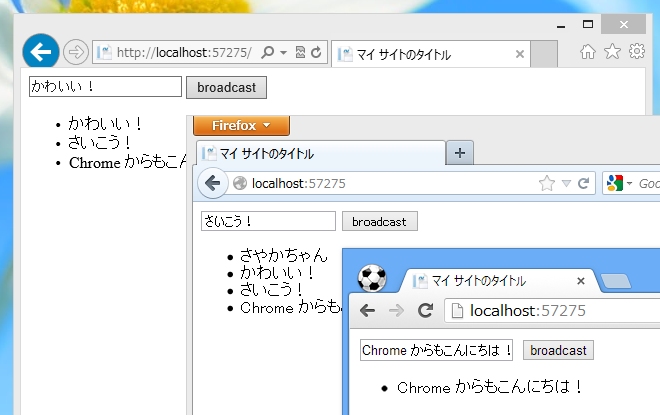 http://localhost:57275/
マイ サイトのタイトル
かわいい！
broadcast
かわいい！
さいこう！
Chrome からもこん
Firefox
マイ サイトのタイトル
localhost:57275
Goo
さいこう！
broadcast
さやかちゃん
かわいい！
さいこう！
Chrome からも
マイ サイトのタイトル
localhost:57275
Chrome からもこんにちは！
broadcast
Chrome からもこんにちは！